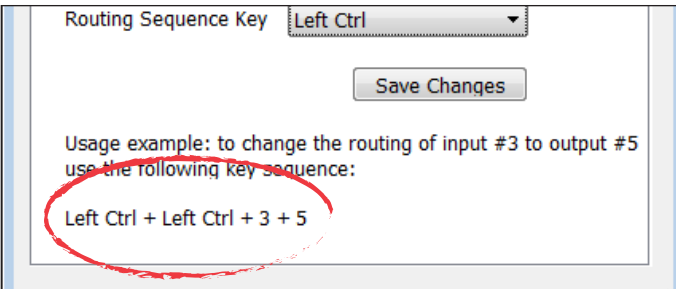 Routing Sequence Key Left Ctrl
Save Changes
Usage example: to change the routing of input #3 to output #5
use the following key sequence:
Left Ctrl + Left Ctrl + 3 + 5